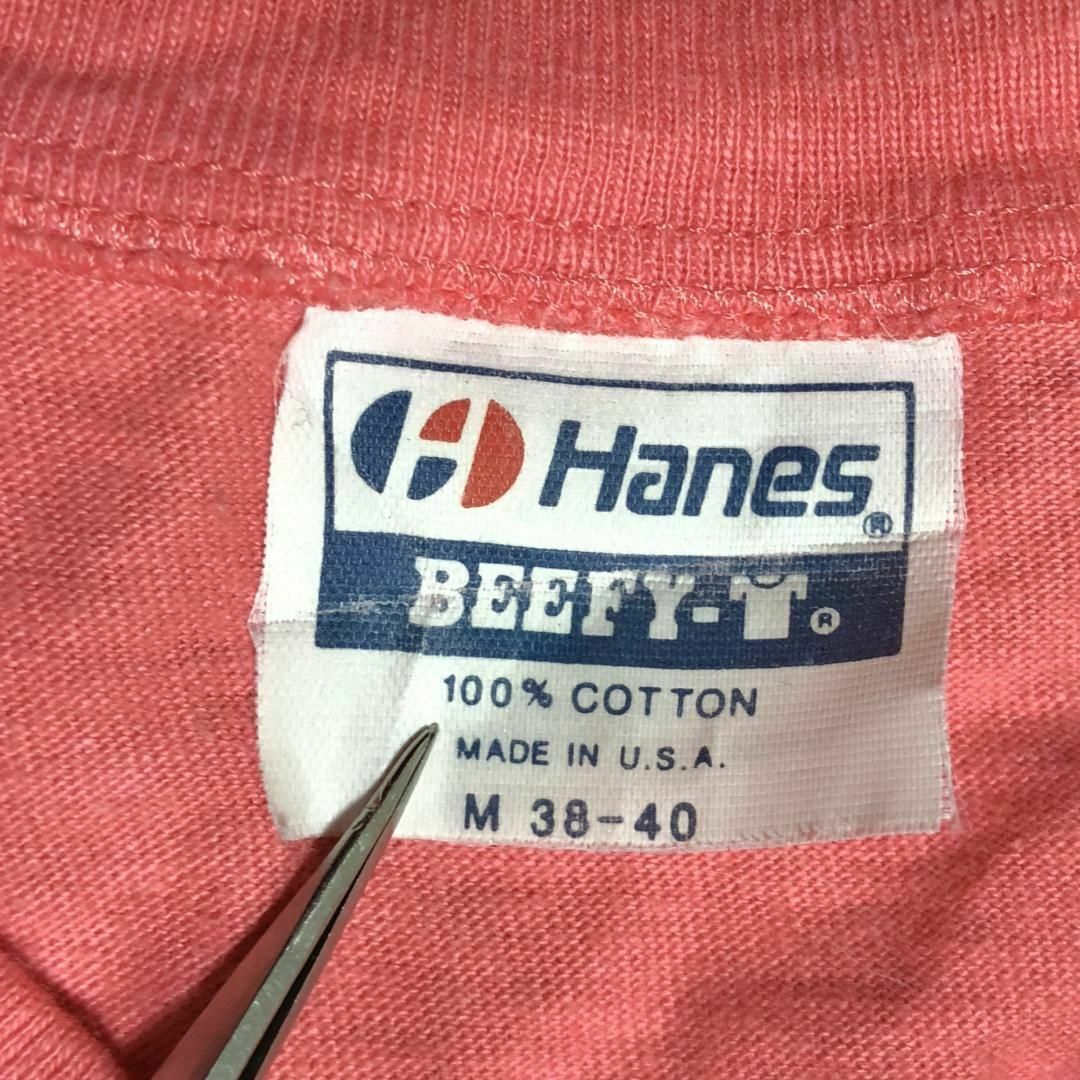 Hanes®
BEEFY-T®
100% COTTON
MADE IN U.S.A.
M 38-40